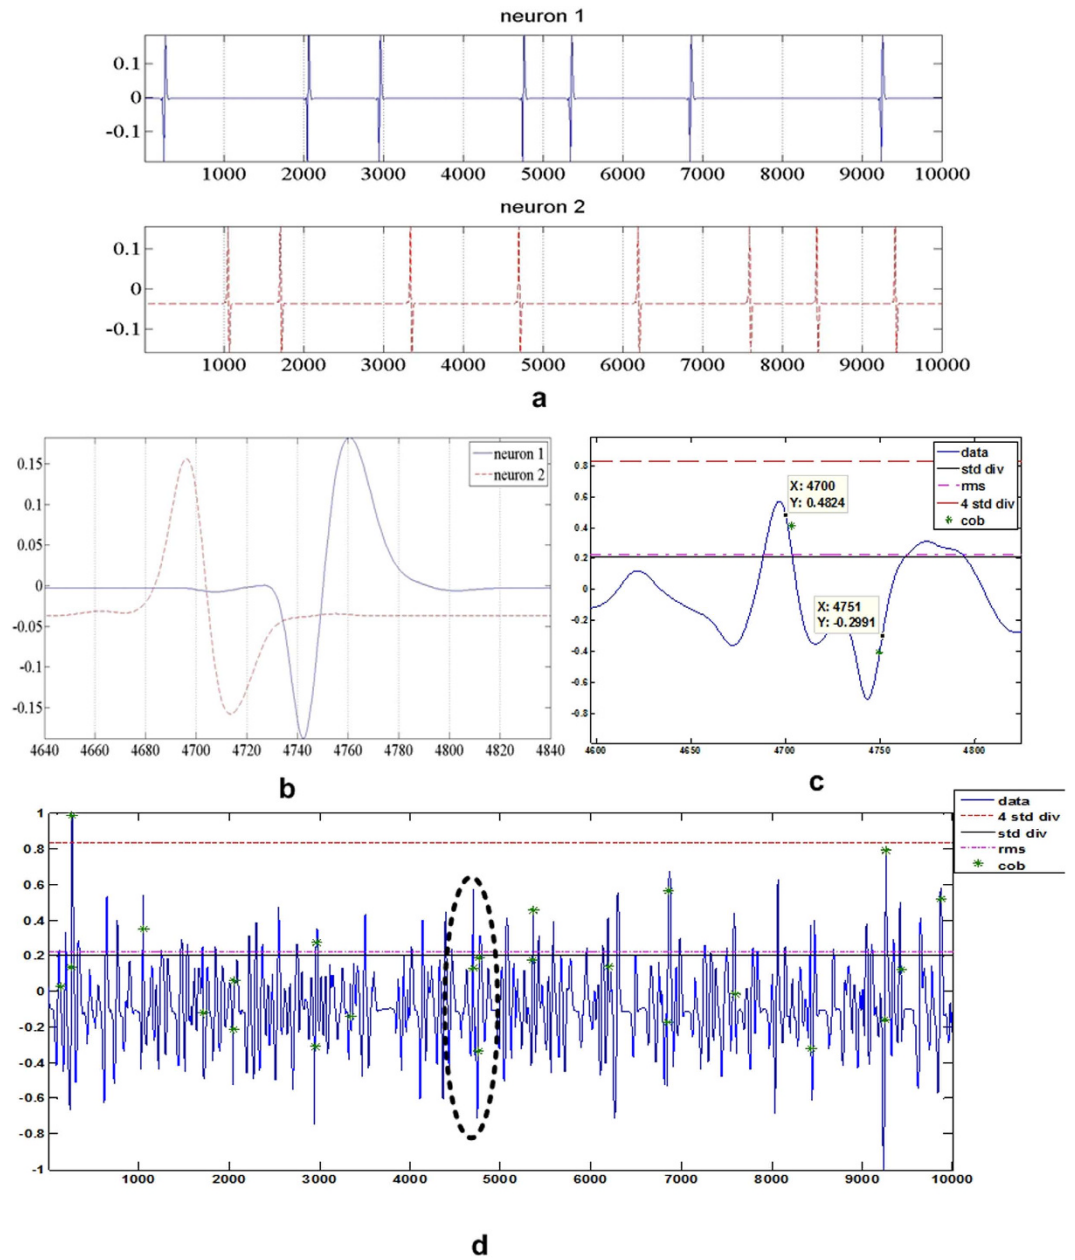 neuron 1
0.1
0
-0.1
1000 2000 3000 4000 5000 6000 7000 8000 9000 10000
neuron 2
0.1
0
-0.1
1000 2000 3000 4000 5000 6000 7000 8000 9000 10000
a
0.15
0.1
0.05
0
-0.05
-0.1
-0.15
4640 4660 4680 4700 4720 4740 4760 4780 4800 4820 4840
neuron 1
neuron 2
b
0.8
0.6
0.4
0.2
0
-0.2
-0.4
-0.6
-0.8
4600 4650 4700 4750 4800
data
std div
rms
4 std div
cob
X: 4700
Y: 0.4824
X: 4751
Y: -0.2991
c
1
0.8
0.6
0.4
0.2
0
-0.2
-0.4
-0.6
-0.8
-1
1000 2000 3000 4000 5000 6000 7000 8000 9000 10000
data
4 std div
std div
rms
cob
d